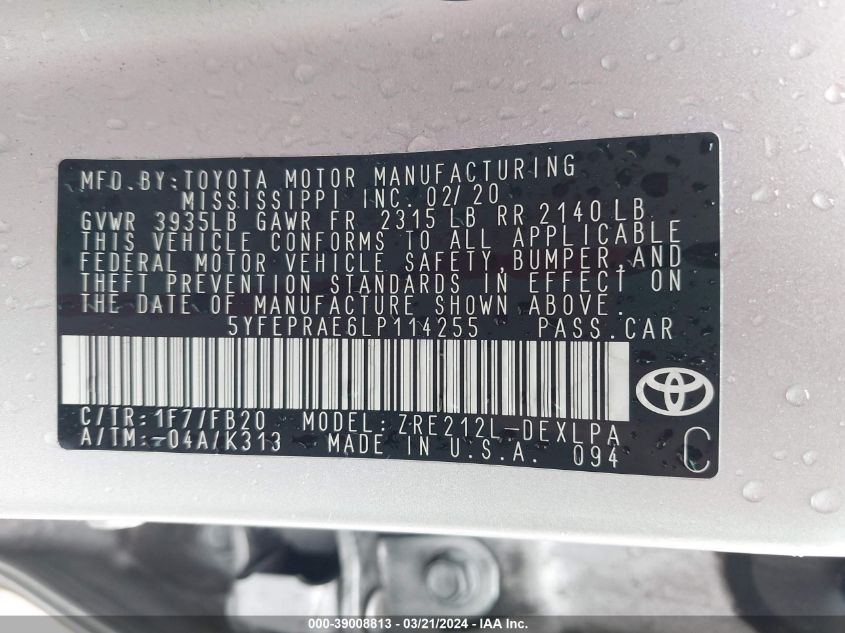 MFD.BY:TOYOTA MOTOR MANUFACTURING
MISSISSIPPI INC. 02/20
GVWR 3935LB GAWR FR 2315 LB RR 2140 LB
THIS VEHICLE CONFORMS TO ALL APPLICABLE
FEDERAL MOTOR VEHICLE SAFETY, BUMPER, AND
THEFT PREVENTION STANDARDS IN EFFECT ON
THE DATE OF MANUFACTURE SHOWN ABOVE.
5YFEPRAE6LP114255 PASS.CAR
C/TR:1F7/FB20 MODEL:ZRE212L-DEXLPA
A/TM:-04A/K313 MADE IN U.S.A. 094
C
000-39008813 - 03/21/2024 - IAA Inc.